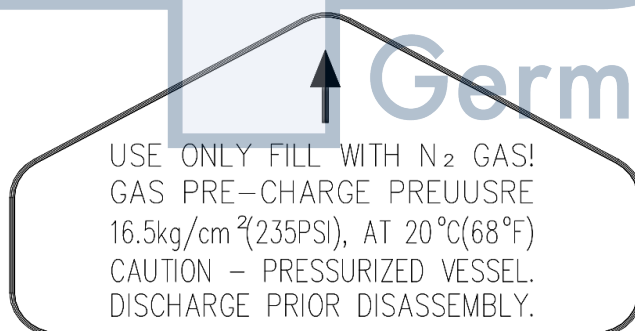 Germ
USE ONLY FILL WITH N₂ GAS!
GAS PRE-CHARGE PREUUSRE
16.5kg/cm²(235PSI), AT 20°C(68°F)
CAUTION - PRESSURIZED VESSEL.
DISCHARGE PRIOR DISASSEMBLY.